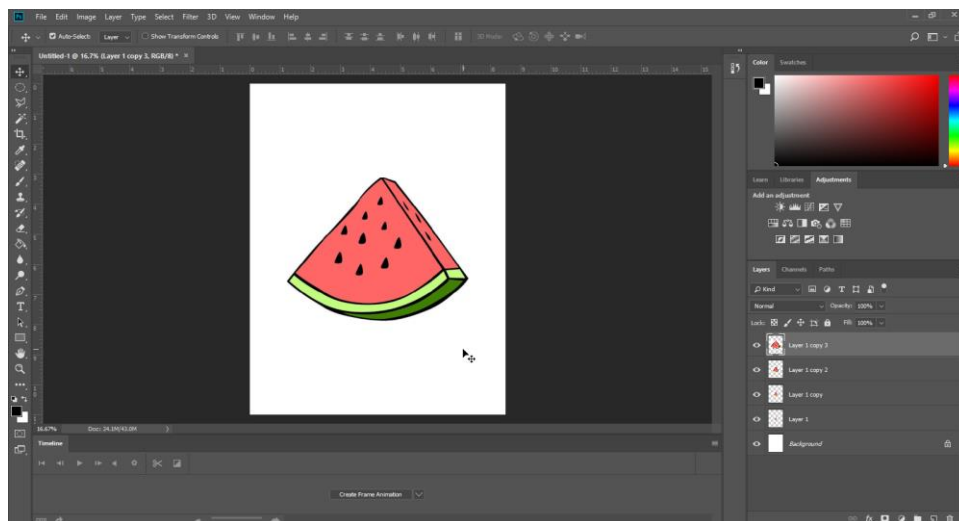 Ps File Edit Image Layer Type Select Filter 3D View Window Help
Auto-Select: Layer Show Transform Controls 3D Mode:
Untitled-1 @ 16.7% (Layer 1 copy 3, RGB/8) * ×
Color Swatches
Learn Libraries Adjustments
Add an adjustment
Layers Channels Paths
Kind
Normal Opacity: 100%
Lock: Fill: 100%
Layer 1 copy 3
Layer 1 copy 2
Layer 1 copy
Layer 1
Background
16.67% Doc: 24.1M/43.0M
Timeline
Create Frame Animation